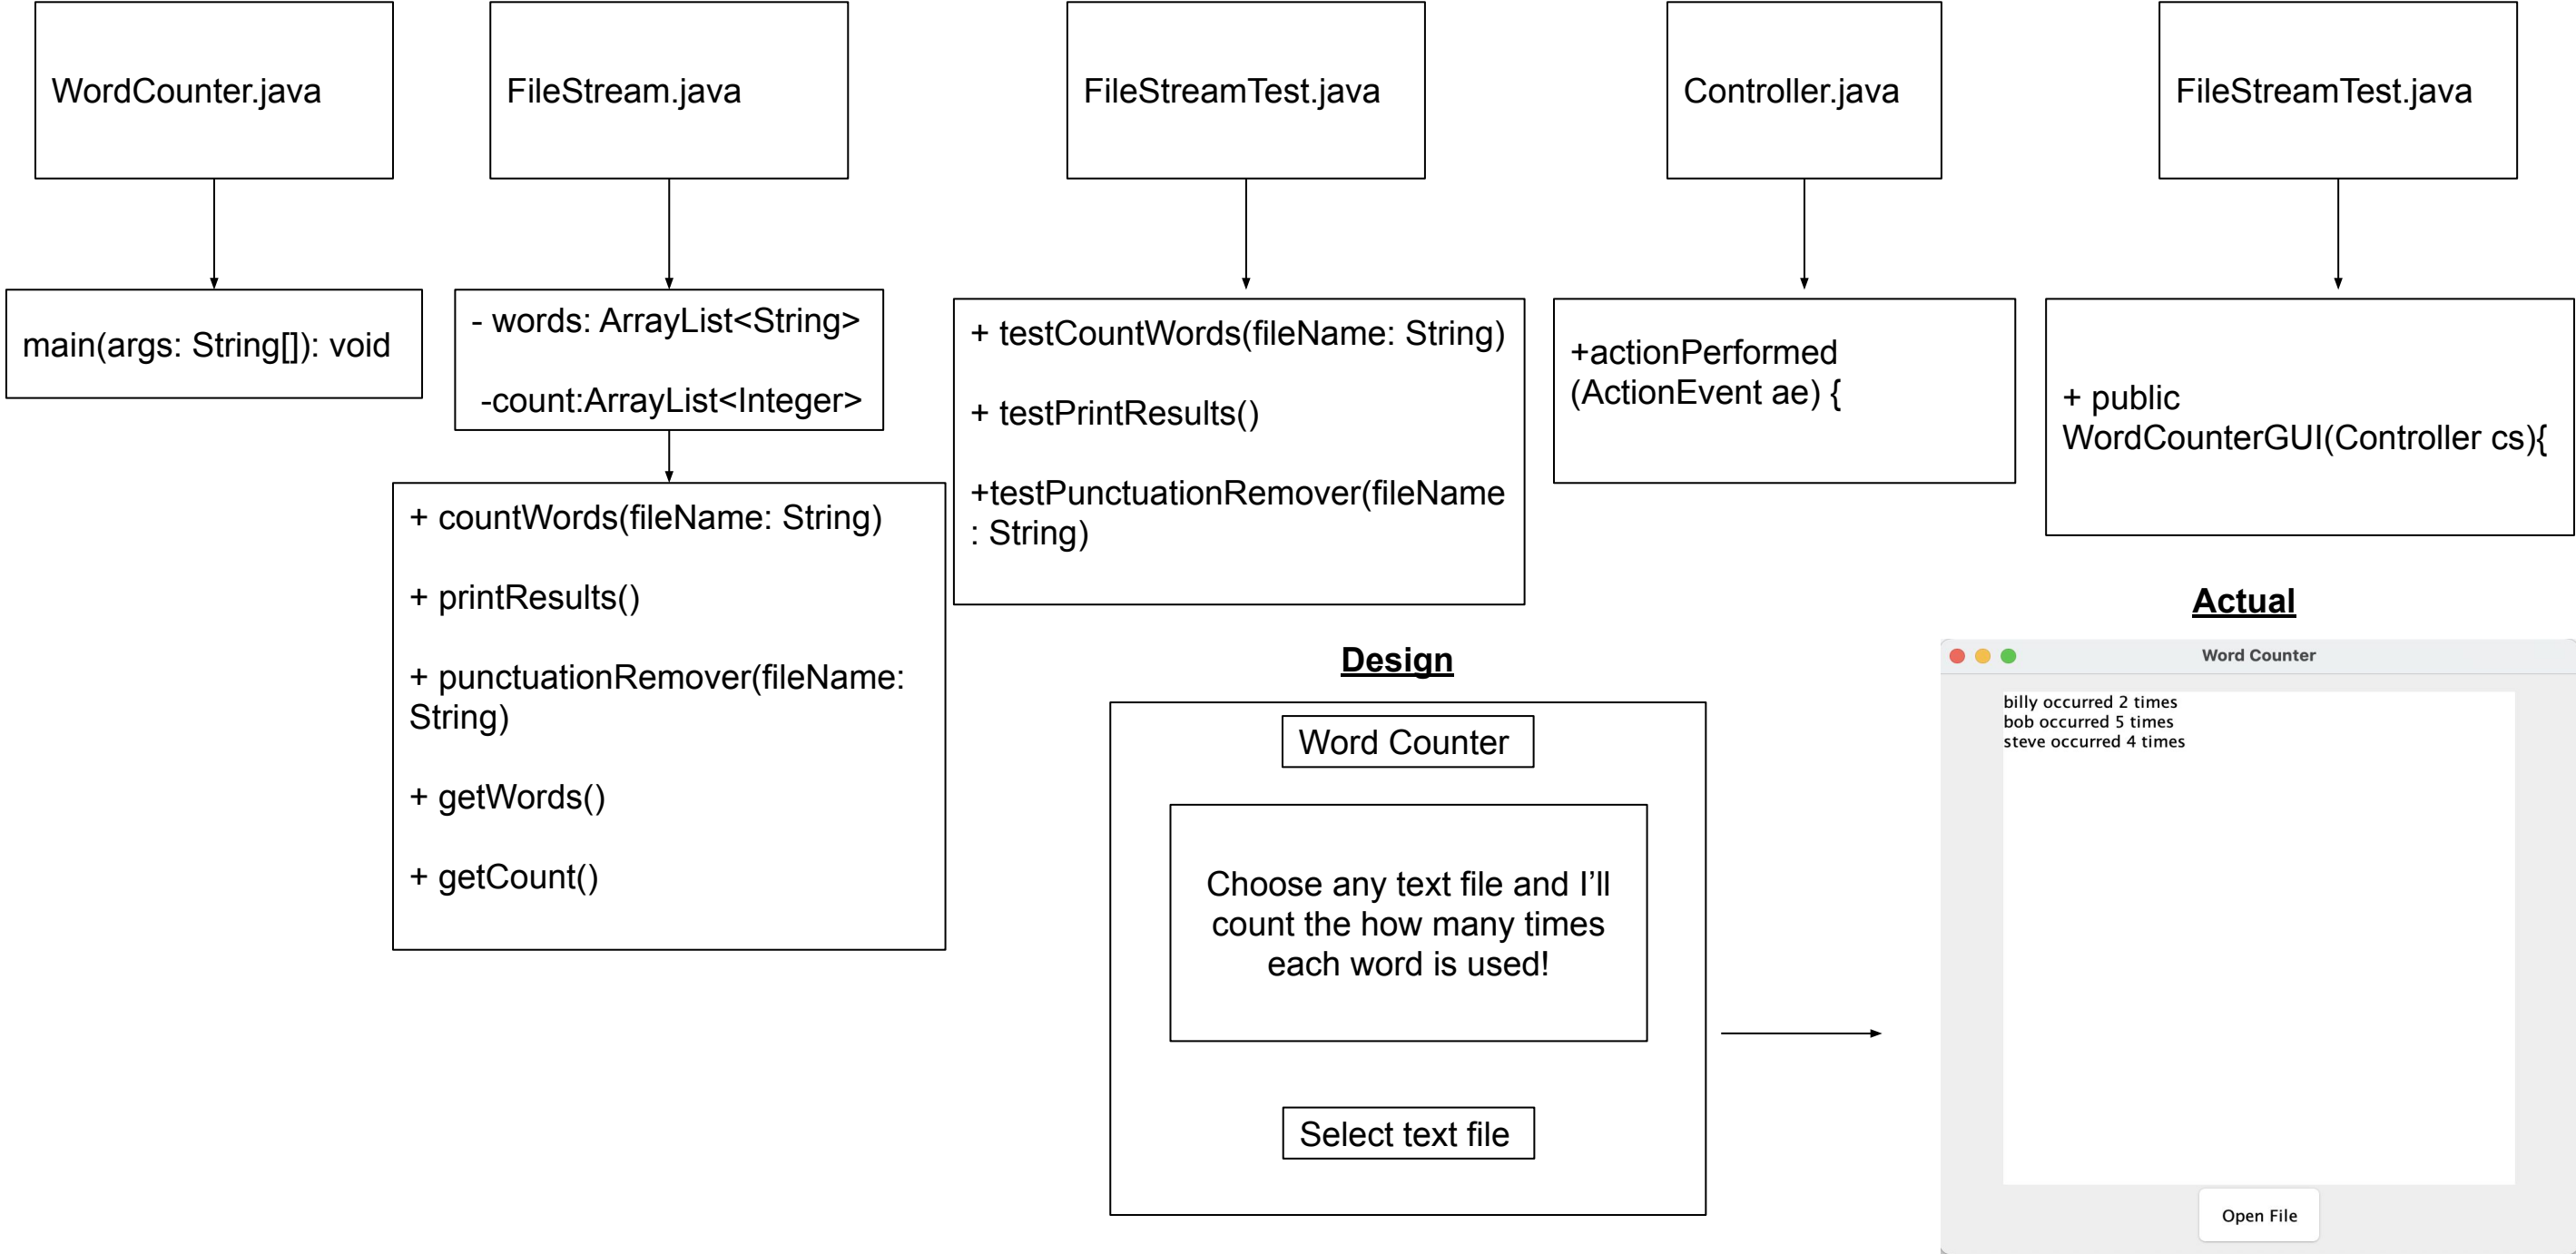 WordCounter.java
FileStream.java
FileStreamTest.java
Controller.java
FileStreamTest.java
main(args: String[]): void
- words: ArrayList<String>
-count:ArrayList<Integer>
+ countWords(fileName: String)
+ printResults()
+ punctuationRemover(fileName:
String)
+ getWords()
+ getCount()
+ testCountWords(fileName: String)
+ testPrintResults()
+testPunctuationRemover(fileName
: String)
+actionPerformed
(ActionEvent ae) {
+ public
WordCounterGUI(Controller cs){
Design
Word Counter
Choose any text file and I’ll
count the how many times
each word is used!
Select text file
Actual
Word Counter
billy occurred 2 times
bob occurred 5 times
steve occurred 4 times
Open File